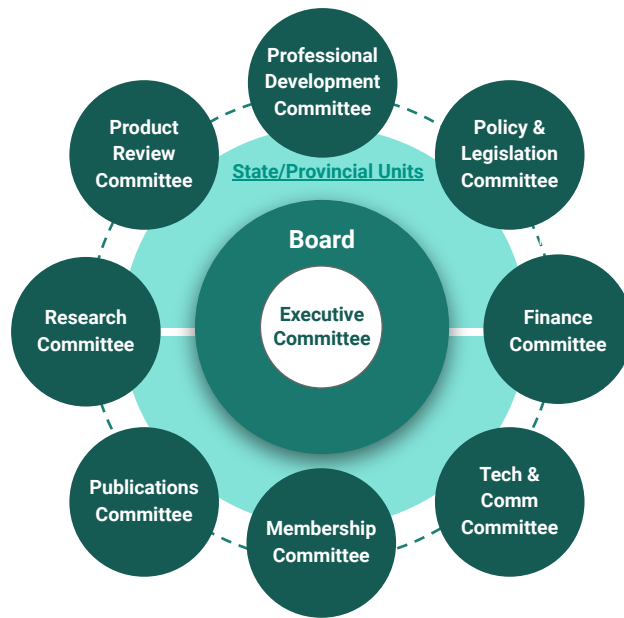 Professional
Development
Committee
Product
Review
Committee
Policy &
Legislation
Committee
State/Provincial Units
Board
Executive
Committee
Research
Committee
Finance
Committee
Publications
Committee
Tech &
Comm
Committee
Membership
Committee